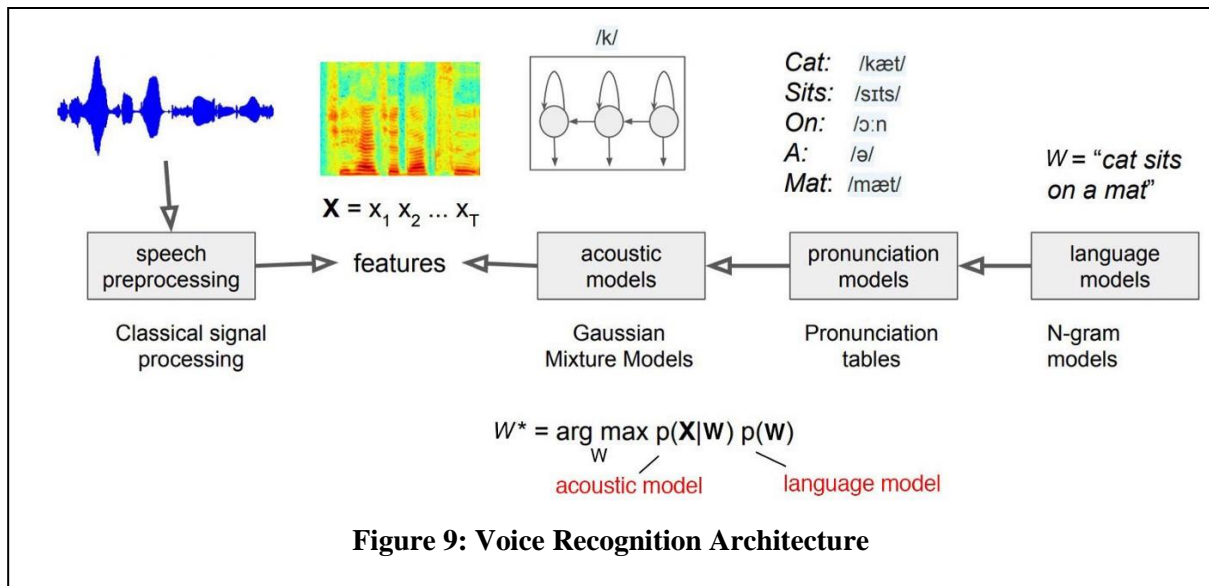 /k/
Cat: /kæt/
Sits: /sɪts/
On: /ɔːn
A: /ə/
Mat: /mæt/
W = “cat sits
on a mat”
X = x₁ x₂ ... x_T
speech
preprocessing
features
acoustic
models
pronunciation
models
language
models
Classical signal
processing
Gaussian
Mixture Models
Pronunciation
tables
N-gram
models
W* = arg max p(X|W) p(W)
W
acoustic model
language model
Figure 9: Voice Recognition Architecture